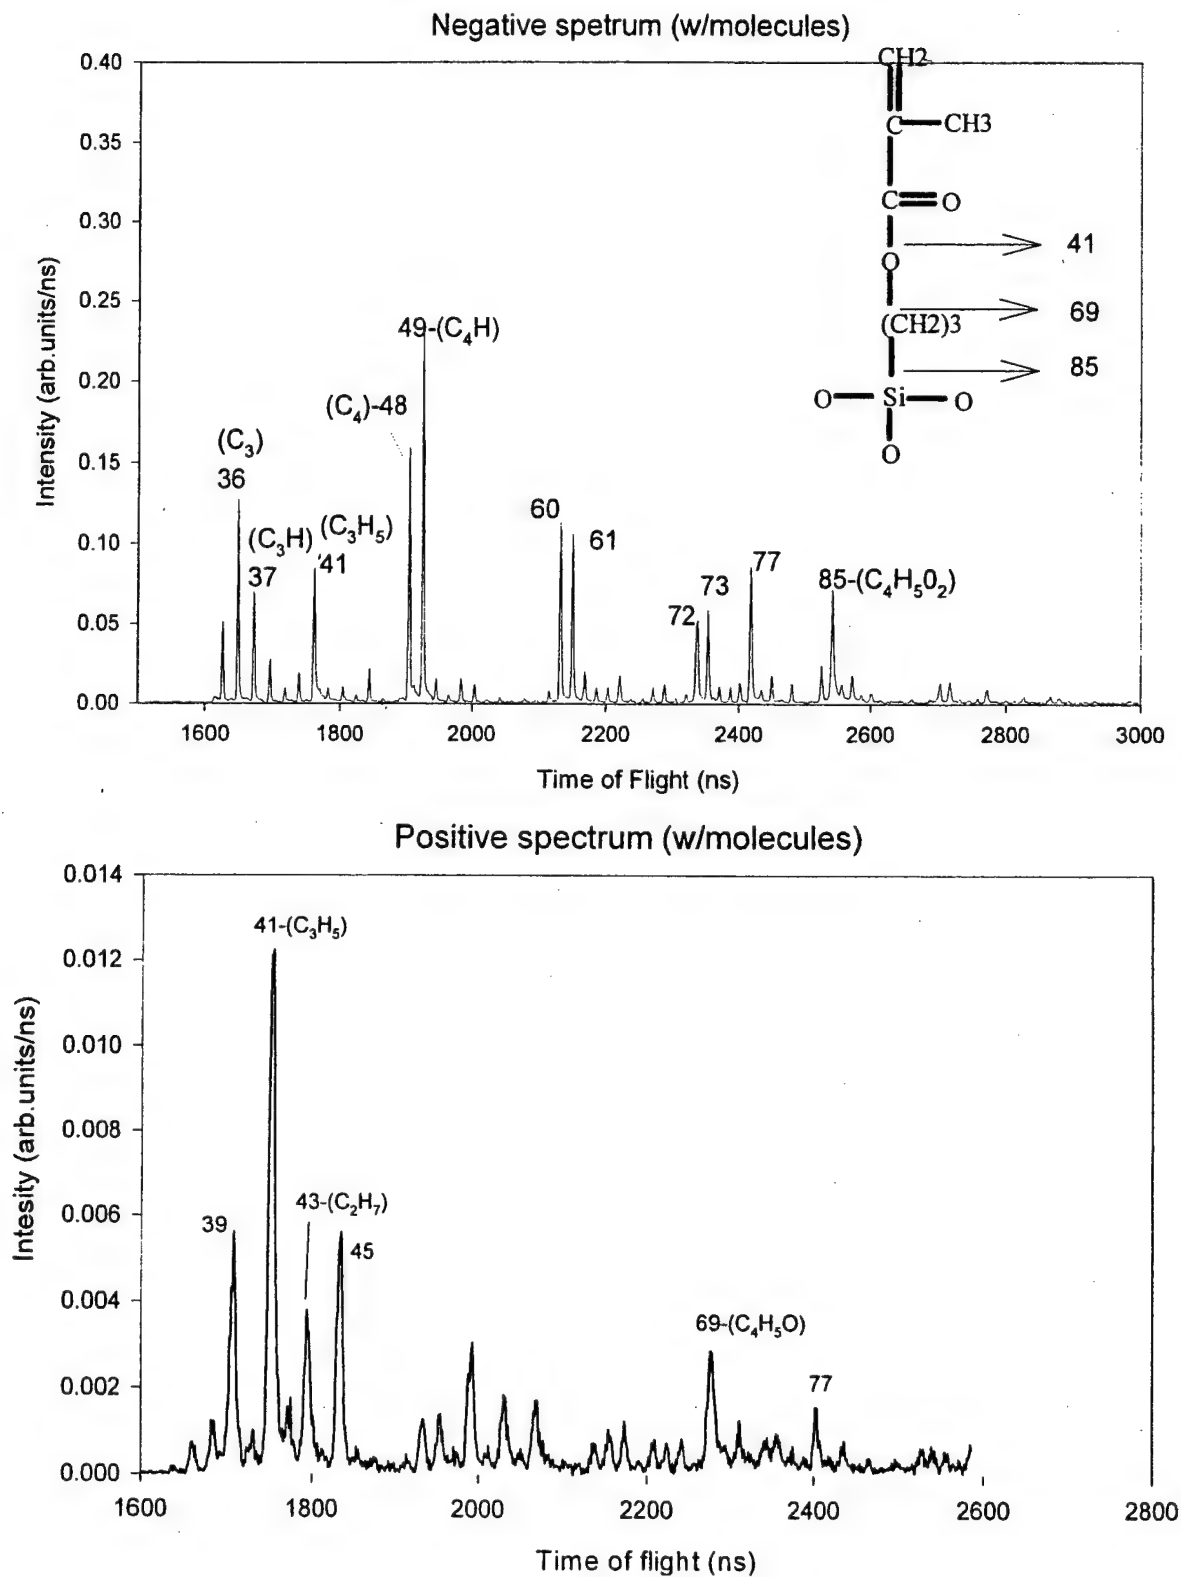 Negative spetrum (w/molecules)
0.40
0.35
0.30
0.25
0.20
0.15
0.10
0.05
0.00
Intensity (arb.units/ns)
1600 1800 2000 2200 2400 2600 2800 3000
Time of Flight (ns)
(C3)
36
(C3H)
37
(C3H5)
41
(C4)-48
49-(C4H)
60
61
72
73
77
85-(C4H502)
CH2
C CH3
C O
41
O
69
(CH2)3
85
O Si O
O
Positive spectrum (w/molecules)
0.014
0.012
0.010
0.008
0.006
0.004
0.002
0.000
Intesity (arb.units/ns)
1600 1800 2000 2200 2400 2600 2800
Time of flight (ns)
39
41-(C3H5)
43-(C2H7)
45
69-(C4H5O)
77